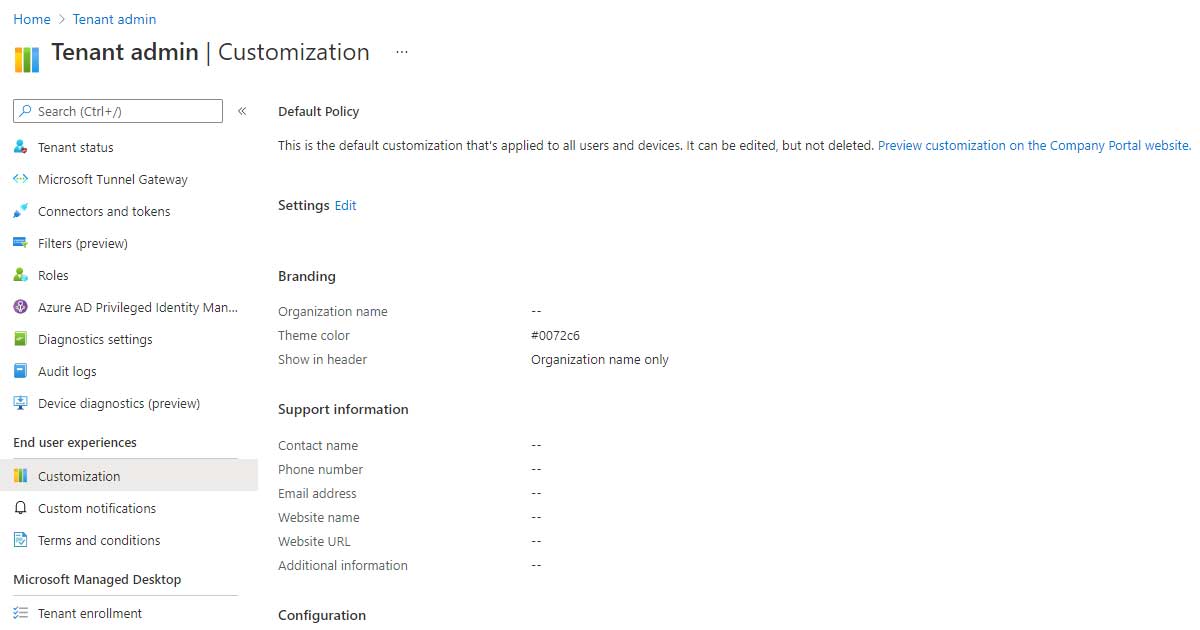 Home > Tenant admin
Tenant admin | Customization ...
Search (Ctrl+/) «
Tenant status
Microsoft Tunnel Gateway
Connectors and tokens
Filters (preview)
Roles
Azure AD Privileged Identity Man...
Diagnostics settings
Audit logs
Device diagnostics (preview)
End user experiences
Customization
Custom notifications
Terms and conditions
Microsoft Managed Desktop
Tenant enrollment
Default Policy
This is the default customization that's applied to all users and devices. It can be edited, but not deleted. Preview customization on the Company Portal website.
Settings Edit
Branding
Organization name --
Theme color #0072c6
Show in header Organization name only
Support information
Contact name --
Phone number --
Email address --
Website name --
Website URL --
Additional information --
Configuration